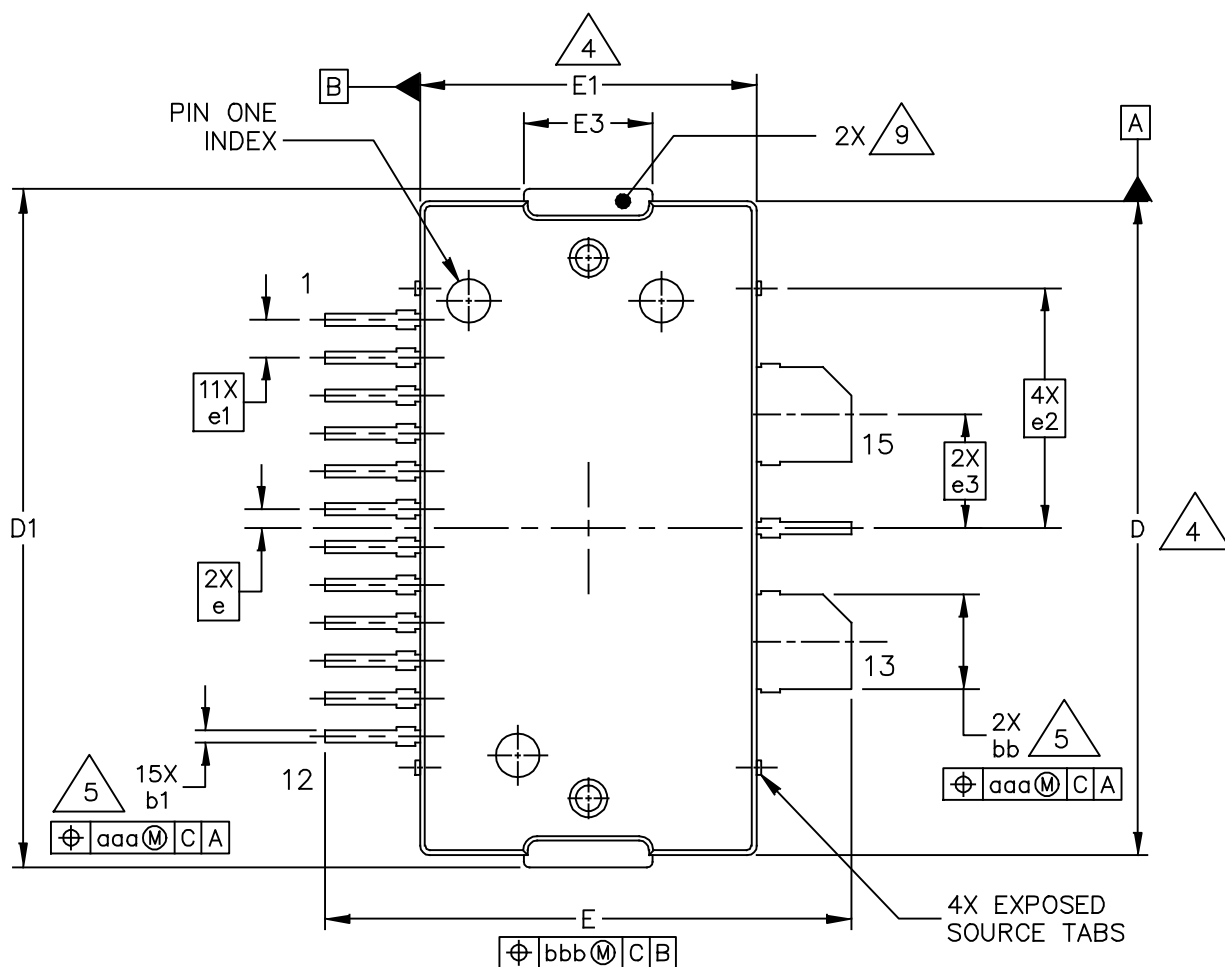 4
B
E1
PIN ONE
INDEX
E3
2X 9
A
1
11X
e1
4X
e2
15
2X
e3
D1
D 4
2X
e
13
2X
bb 5
⌖ aaa Ⓜ C A
5 15X
b1
12
⌖ aaa Ⓜ C A
E
⌖ bbb Ⓜ C B
4X EXPOSED
SOURCE TABS